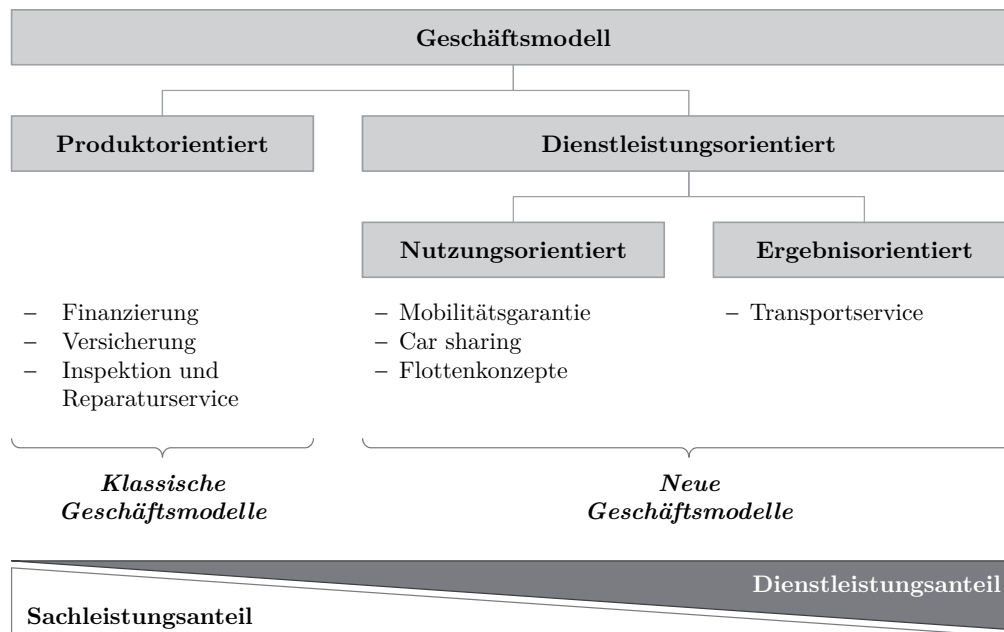 Geschäftsmodell
Produktorientiert
Dienstleistungsorientiert
Nutzungsorientiert
Ergebnisorientiert
– Finanzierung
– Versicherung
– Inspektion und
Reparaturservice
– Mobilitätsgarantie
– Car sharing
– Flottenkonzepte
– Transportservice
Klassische
Geschäftsmodelle
Neue
Geschäftsmodelle
Dienstleistungsanteil
Sachleistungsanteil